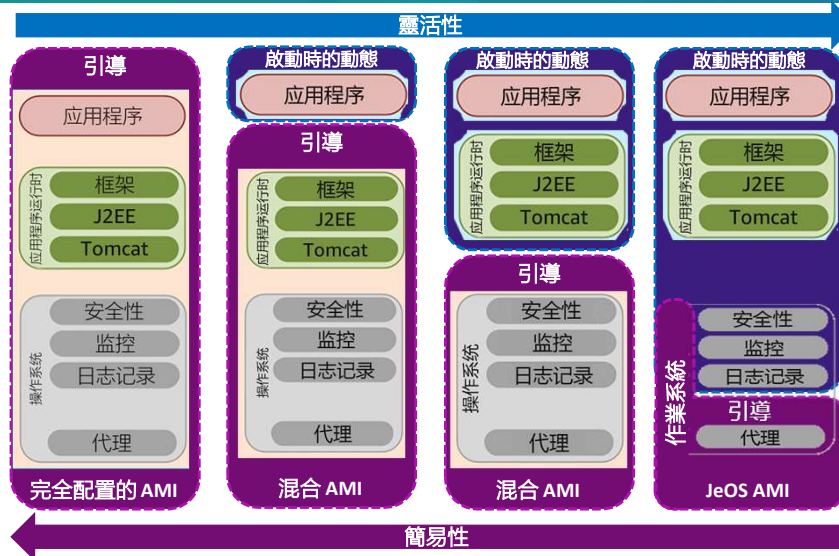 靈活性
引導
应用程序
应用程序运行时
框架
J2EE
Tomcat
操作系统
安全性
监控
日志记录
代理
完全配置的 AMI
啟動時的動態
应用程序
引導
应用程序运行时
框架
J2EE
Tomcat
操作系统
安全性
监控
日志记录
代理
混合 AMI
啟動時的動態
应用程序
应用程序运行时
框架
J2EE
Tomcat
引導
操作系统
安全性
监控
日志记录
代理
混合 AMI
啟動時的動態
应用程序
应用程序运行时
框架
J2EE
Tomcat
作業系統
安全性
监控
日志记录
引導
代理
JeOS AMI
簡易性